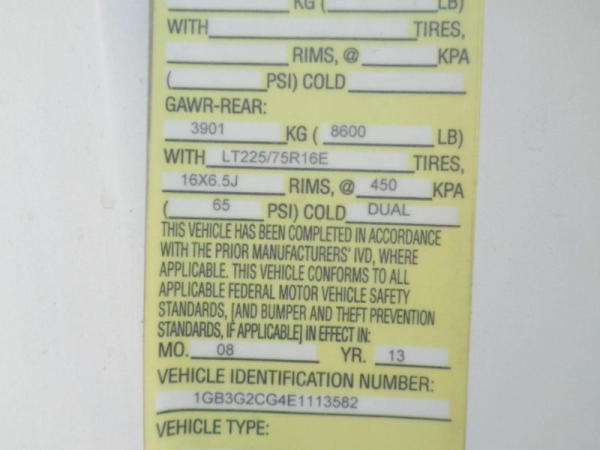 KG ( LB)
WITH TIRES,
RIMS, @ KPA
( PSI) COLD
GAWR-REAR:
3901 KG ( 8600 LB)
WITH LT225/75R16E TIRES,
16X6.5J RIMS, @ 450 KPA
( 65 PSI) COLD DUAL
THIS VEHICLE HAS BEEN COMPLETED IN ACCORDANCE
WITH THE PRIOR MANUFACTURERS' IVD, WHERE
APPLICABLE. THIS VEHICLE CONFORMS TO ALL
APPLICABLE FEDERAL MOTOR VEHICLE SAFETY
STANDARDS, [AND BUMPER AND THEFT PREVENTION
STANDARDS, IF APPLICABLE] IN EFFECT IN:
MO. 08 YR. 13
VEHICLE IDENTIFICATION NUMBER:
1GB3G2CG4E1113582
VEHICLE TYPE: